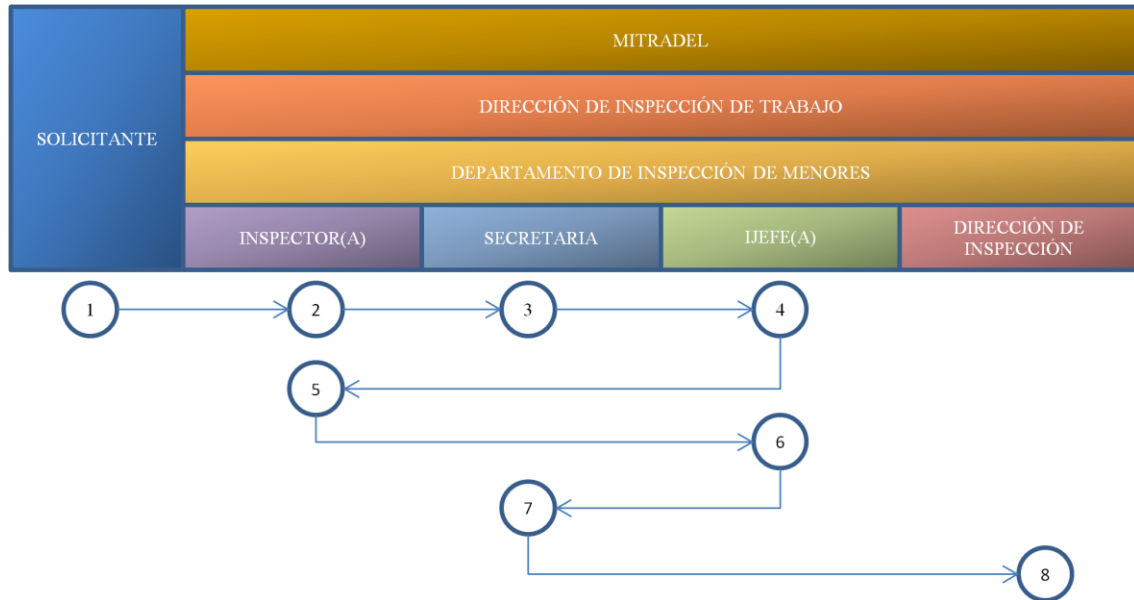 MITRADEL
DIRECCIÓN DE INSPECCIÓN DE TRABAJO
SOLICITANTE
DEPARTAMENTO DE INSPECCIÓN DE MENORES
INSPECTOR(A)
SECRETARIA
IJEFE(A)
DIRECCIÓN DE
INSPECCIÓN
1
2
3
4
5
6
7
8